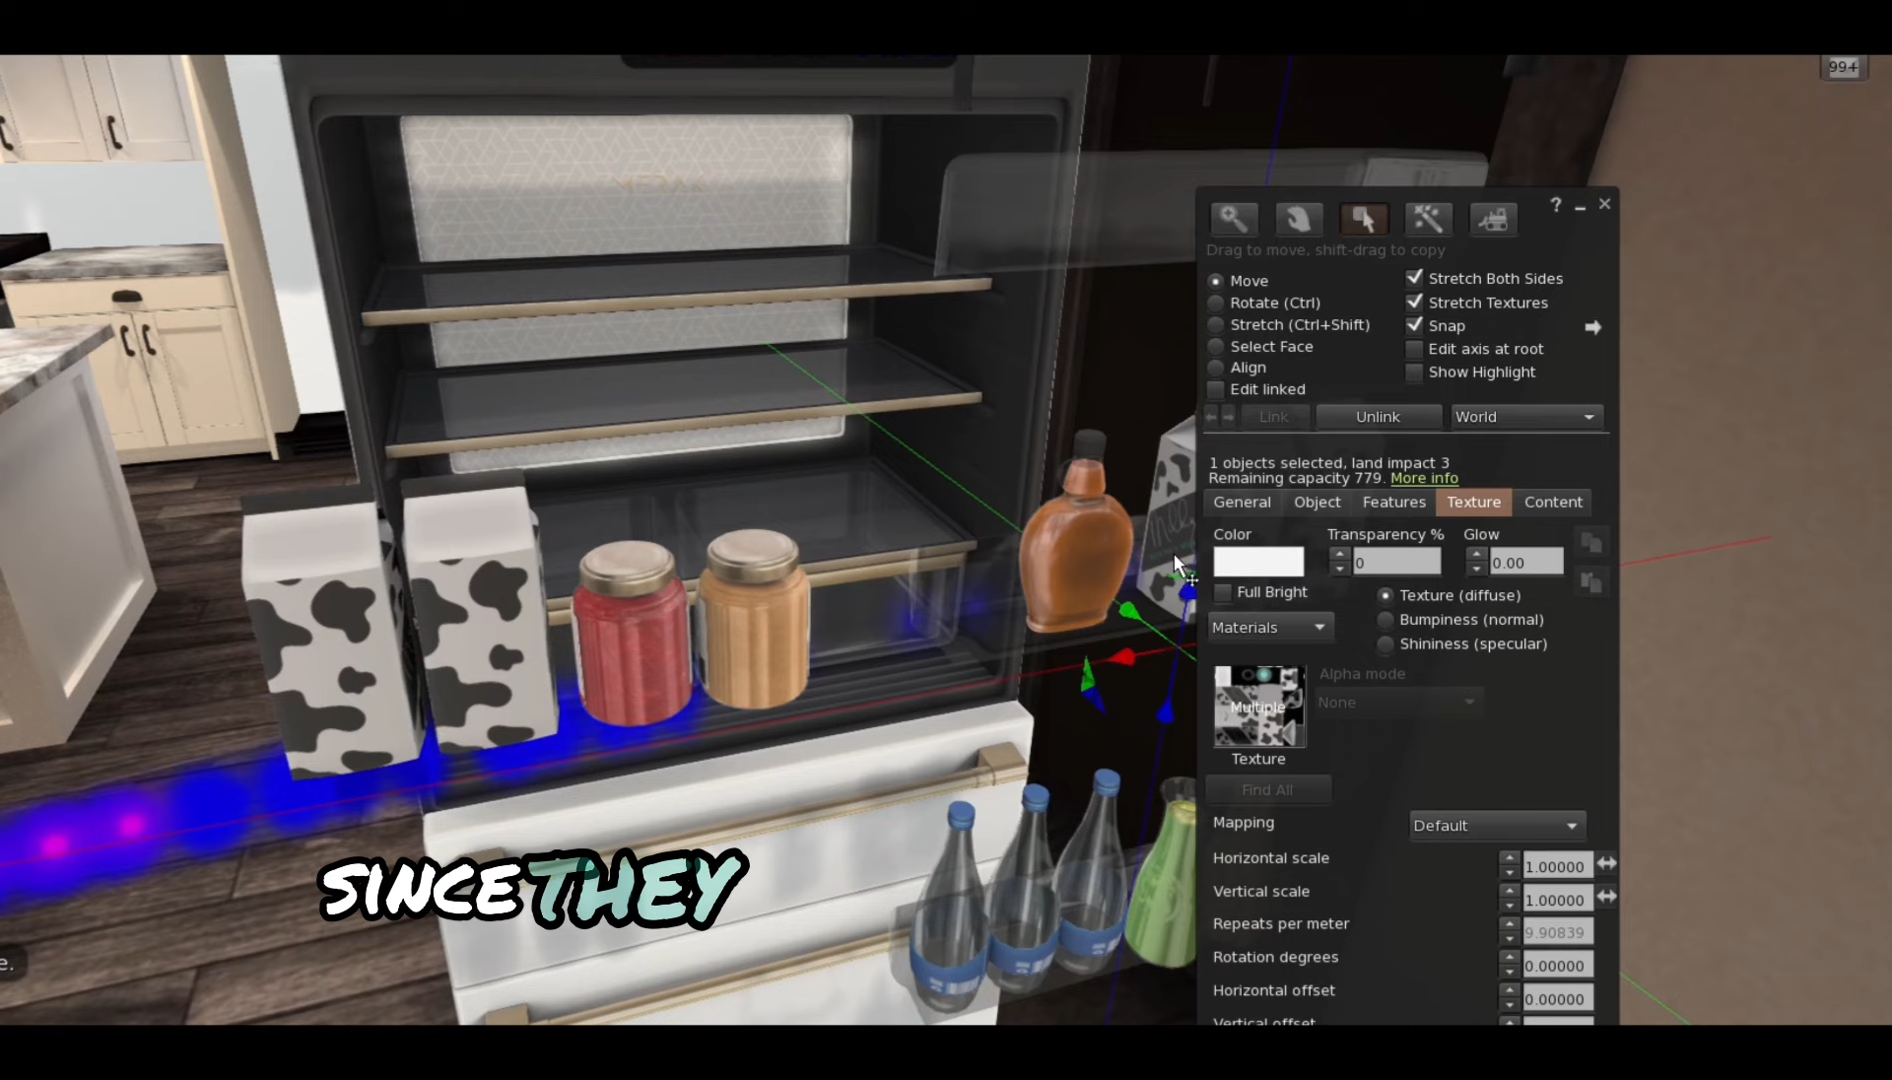 99+
MERAK
Drag to move, shift-drag to copy
Move
Rotate (Ctrl)
Stretch (Ctrl+Shift)
Select Face
Align
Edit linked
Stretch Both Sides
Stretch Textures
Snap
Edit axis at root
Show Highlight
Link
Unlink
World
1 objects selected, land impact 3
Remaining capacity 779. More info
General Object Features Texture Content
Color
Transparency %
Glow
0
0.00
Full Bright
Texture (diffuse)
Bumpiness (normal)
Shininess (specular)
Materials
Multiple
Texture
Alpha mode
None
Find All
Mapping Default
Horizontal scale 1.00000
Vertical scale 1.00000
Repeats per meter 9.90839
Rotation degrees 0.00000
Horizontal offset 0.00000
Vertical offset
SINCE THEY
e.